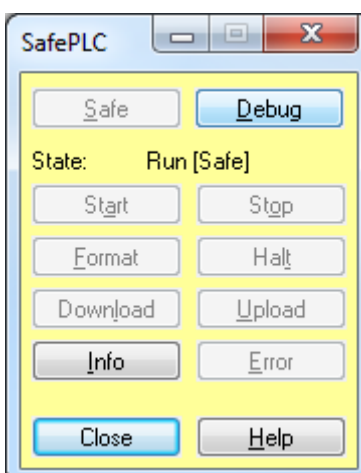 SafePLC
Safe Debug
State: Run [Safe]
Start Stop
Format Halt
Download Upload
Info Error
Close Help